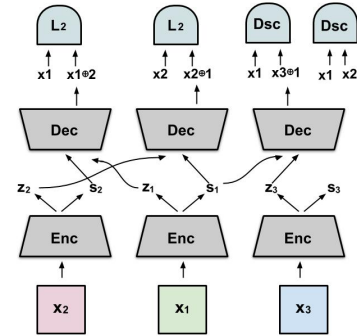 L2 L2 Dsc Dsc
x1 x1⊕2 x2 x2⊕1 x1 x3⊕1 x1 x2
Dec Dec Dec
z2 s2 z1 s1 z3 s3
Enc Enc Enc
x2 x1 x3